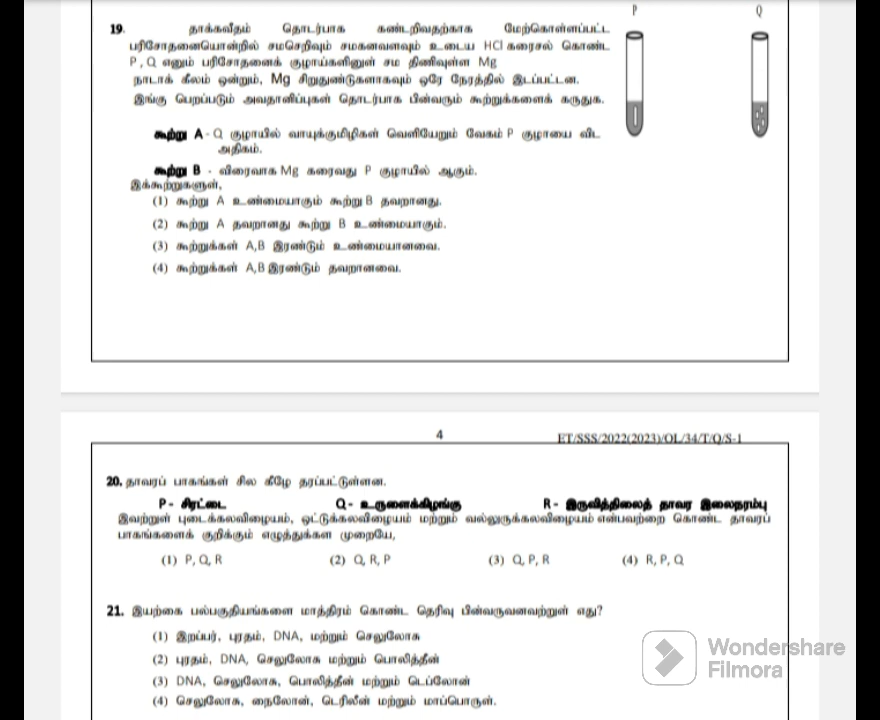 P
Q
19. தாக்கவீதம் தொடர்பாக கண்டறிவதற்காக மேற்கொள்ளப்பட்ட
பரிசோதனையொன்றில் சமசெறிவும் சமகனவளவும் உடைய HCl கரைசல் கொண்ட
P , Q எனும் பரிசோதனைக் குழாய்களினுள் சம திணிவுள்ள Mg
நாடாக் கீலம் ஒன்றும், Mg சிறுதுண்டுகளாகவும் ஒரே நேரத்தில் இடப்பட்டன.
இங்கு பெறப்படும் அவதானிப்புகள் தொடர்பாக பின்வரும் கூற்றுக்களைக் கருதுக.
கூற்று A - Q குழாயில் வாயுக்குமிழிகள் வெளியேறும் வேகம் P குழாயை விட
அதிகம்.
கூற்று B - விரைவாக Mg கரைவது P குழாயில் ஆகும்.
இக்கூற்றுகளுள்,
(1) கூற்று A உண்மையாகும் கூற்று B தவறானது.
(2) கூற்று A தவறானது கூற்று B உண்மையாகும்.
(3) கூற்றுக்கள் A,B இரண்டும் உண்மையானவை.
(4) கூற்றுக்கள் A,B இரண்டும் தவறானவை.
4
ET/SSS/2022(2023)/OL/34/T/Q/S-1
20. தாவரப் பாகங்கள் சில கீழே தரப்பட்டுள்ளன.
P - சிரட்டை Q - உருளைக்கிழங்கு R - இருவித்திலைத் தாவர இலைநரம்பு
இவற்றுள் புடைக்கலவிழையம், ஒட்டுக்கலவிழையம் மற்றும் வல்லுருக்கலவிழையம் என்பவற்றை கொண்ட தாவரப்
பாகங்களைக் குறிக்கும் எழுத்துக்கள முறையே,
(1) P, Q, R (2) Q, R, P (3) Q, P, R (4) R, P, Q
21. இயற்கை பல்பகுதியங்களை மாத்திரம் கொண்ட தெரிவு பின்வருவனவற்றுள் எது?
(1) இறப்பர், புரதம், DNA, மற்றும் செலுலோசு
(2) புரதம், DNA, செலுலோசு மற்றும் பொலித்தீன்
(3) DNA, செலுலோசு, பொலித்தீன் மற்றும் டெப்லோன்
(4) செலுலோசு, நைலோன், டெரிலீன் மற்றும் மாப்பொருள்.
Wondershare
Filmora